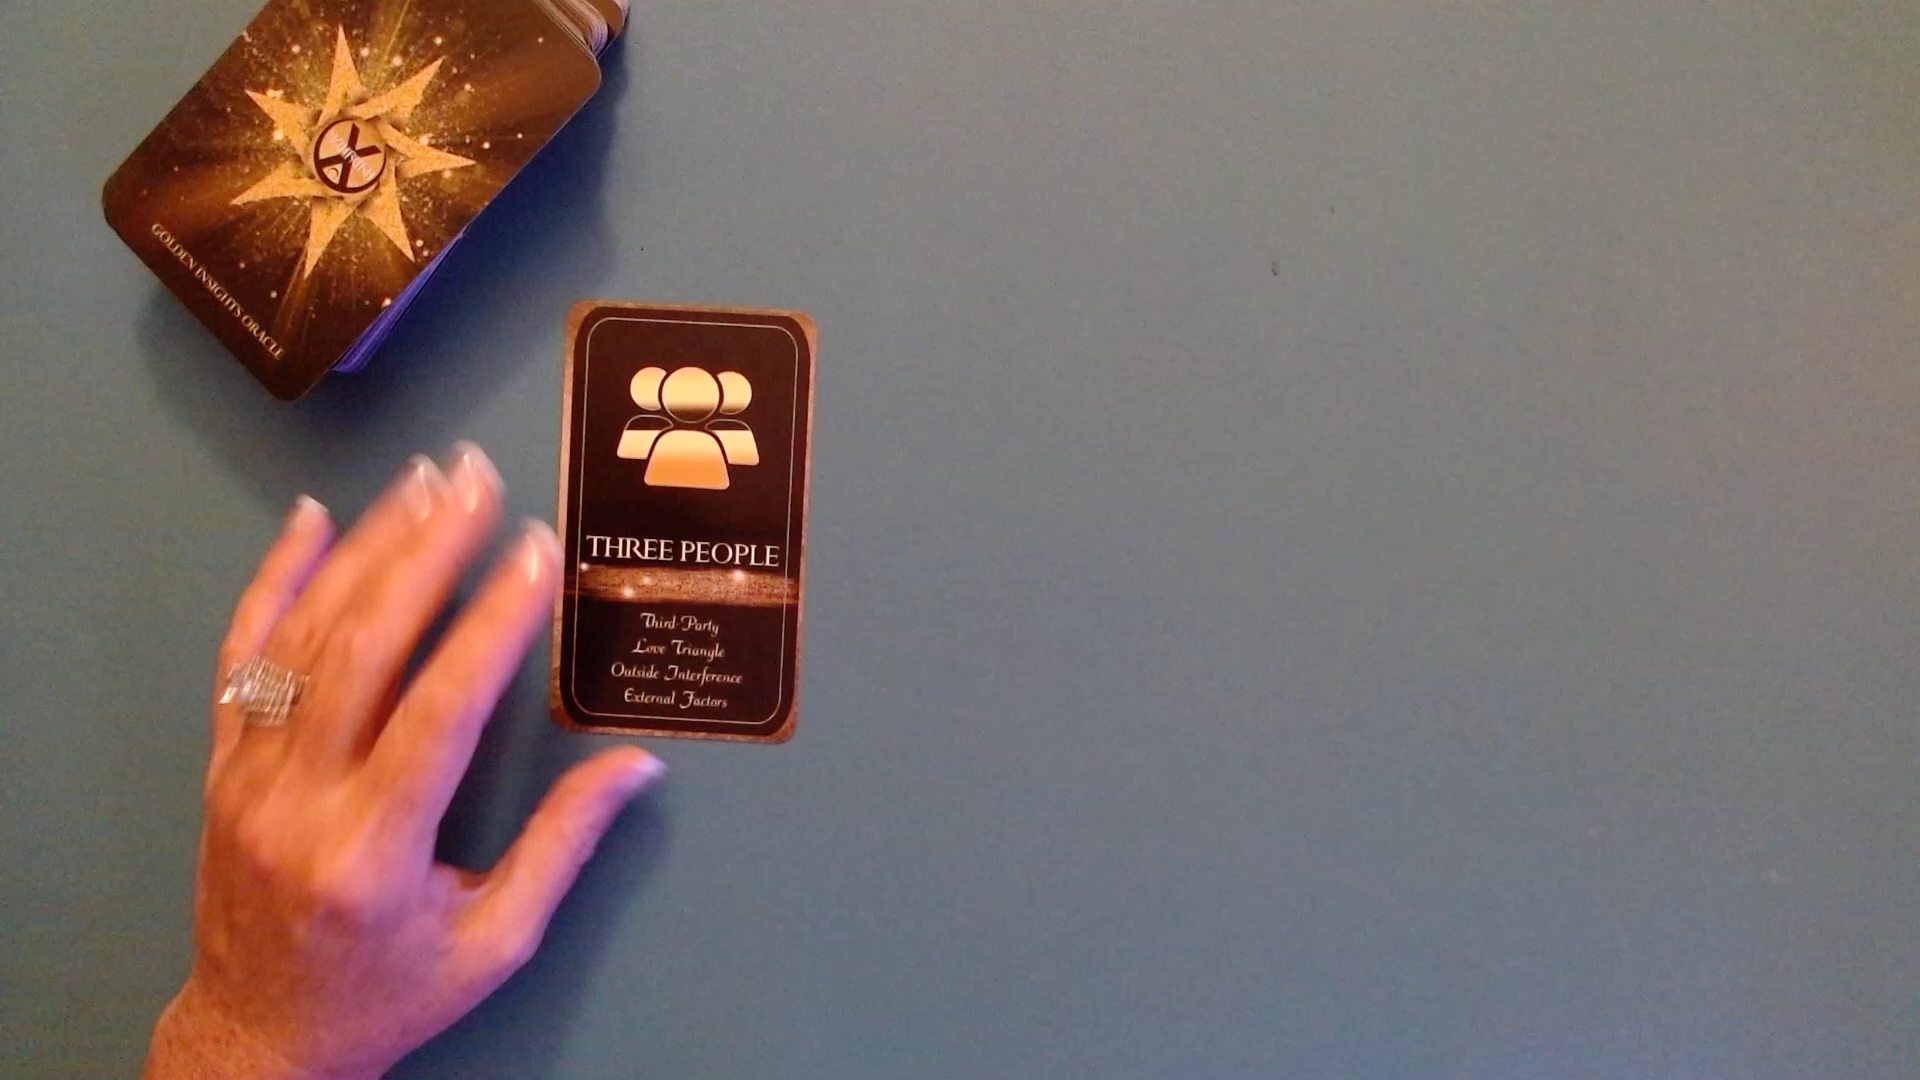 GOLDEN INSIGHTS ORACLE
THREE PEOPLE
Third-Party
Love Triangle
Outside Interference
External Factors